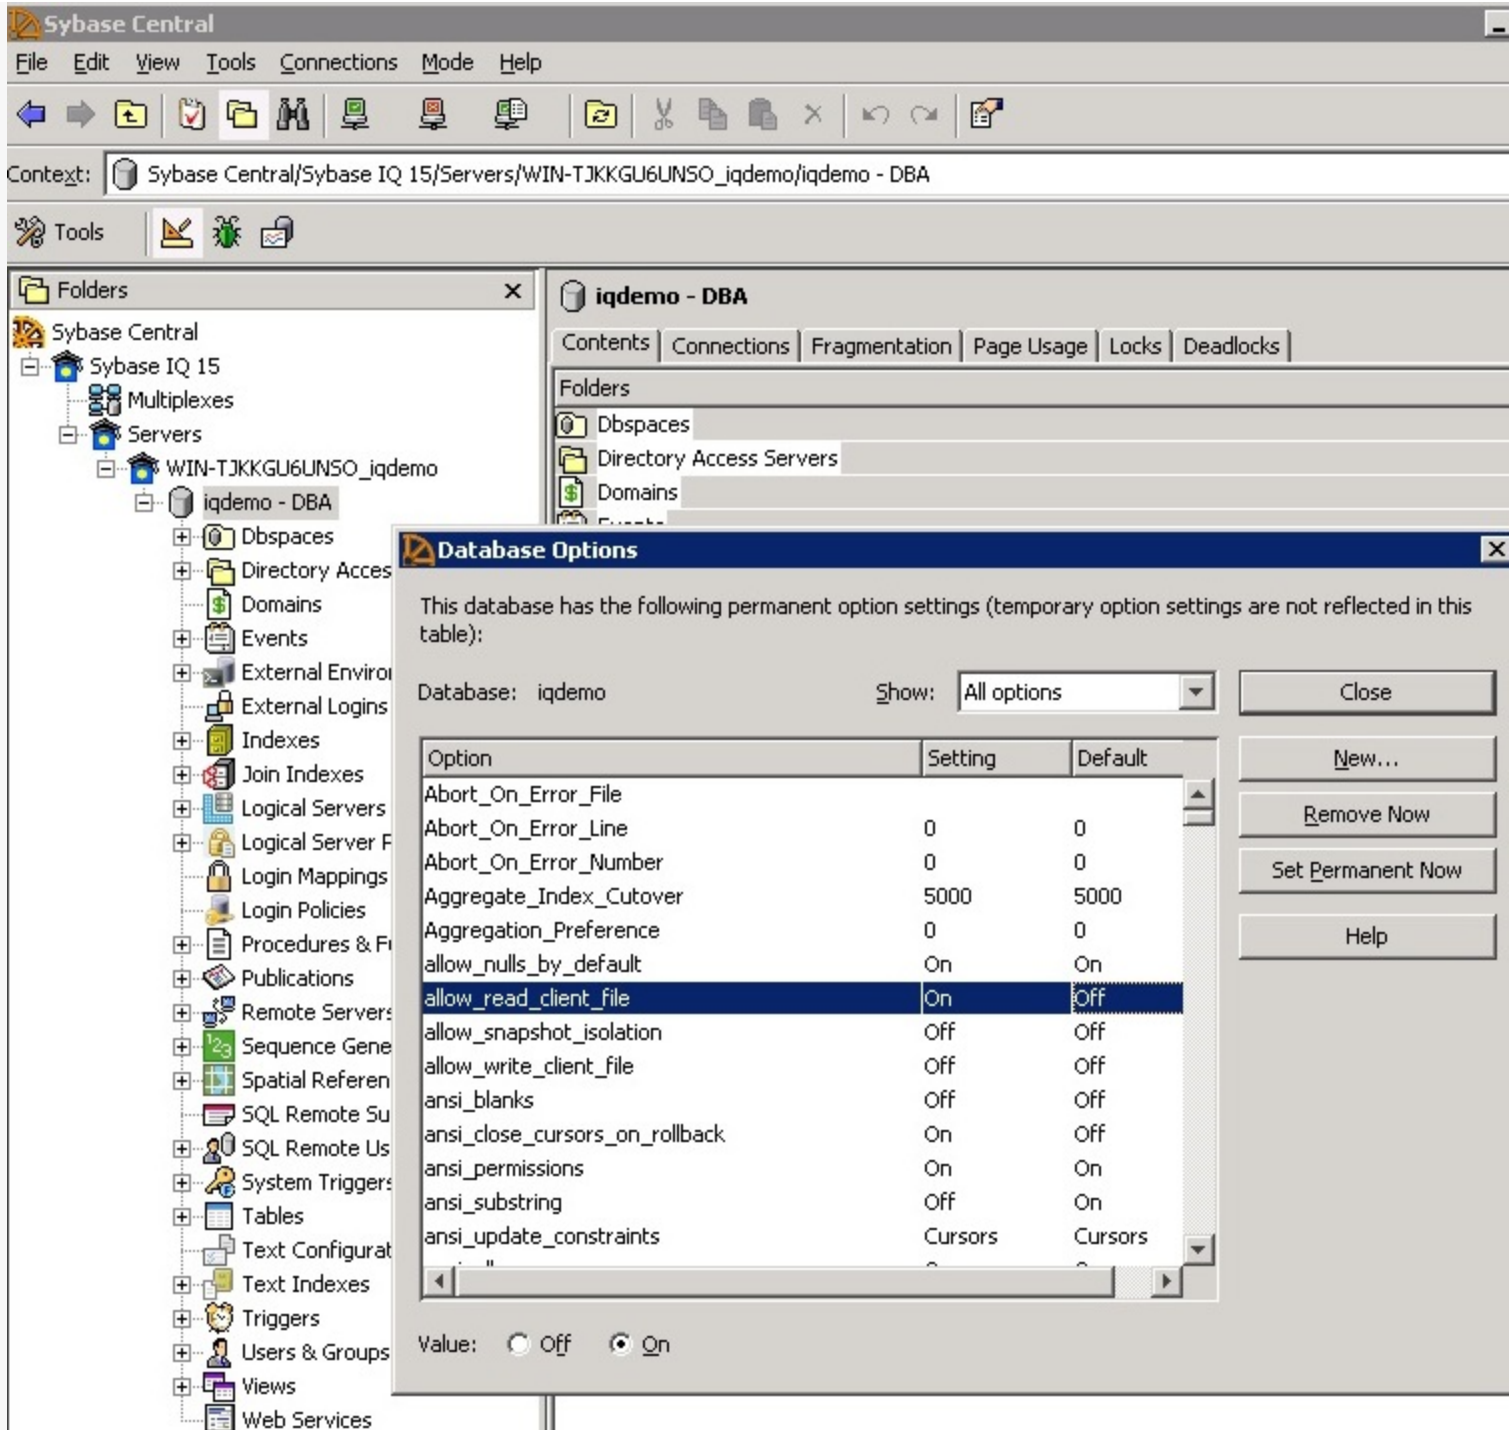 Sybase Central
File Edit View Tools Connections Mode Help
Context: Sybase Central/Sybase IQ 15/Servers/WIN-TJKKGU6UNSO_iqdemo/iqdemo - DBA
Tools
Folders
Sybase Central
Sybase IQ 15
Multiplexes
Servers
WIN-TJKKGU6UNSO_iqdemo
iqdemo - DBA
Dbspaces
Directory Acces
Domains
Events
External Enviro
External Logins
Indexes
Join Indexes
Logical Servers
Logical Server P
Login Mappings
Login Policies
Procedures & F
Publications
Remote Servers
Sequence Gene
Spatial Referen
SQL Remote Su
SQL Remote Us
System Triggers
Tables
Text Configurat
Text Indexes
Triggers
Users & Groups
Views
Web Services
iqdemo - DBA
Contents Connections Fragmentation Page Usage Locks Deadlocks
Folders
Dbspaces
Directory Access Servers
Domains
Events
Database Options
This database has the following permanent option settings (temporary option settings are not reflected in this
table):
Database: iqdemo Show: All options Close
Option Setting Default New...
Abort_On_Error_File
Remove Now
Abort_On_Error_Line 0 0
Abort_On_Error_Number 0 0
Set Permanent Now
Aggregate_Index_Cutover 5000 5000
Aggregation_Preference 0 0
Help
allow_nulls_by_default On On
allow_read_client_file On Off
allow_snapshot_isolation Off Off
allow_write_client_file Off Off
ansi_blanks Off Off
ansi_close_cursors_on_rollback On Off
ansi_permissions On On
ansi_substring Off On
ansi_update_constraints Cursors Cursors
Value: Off On